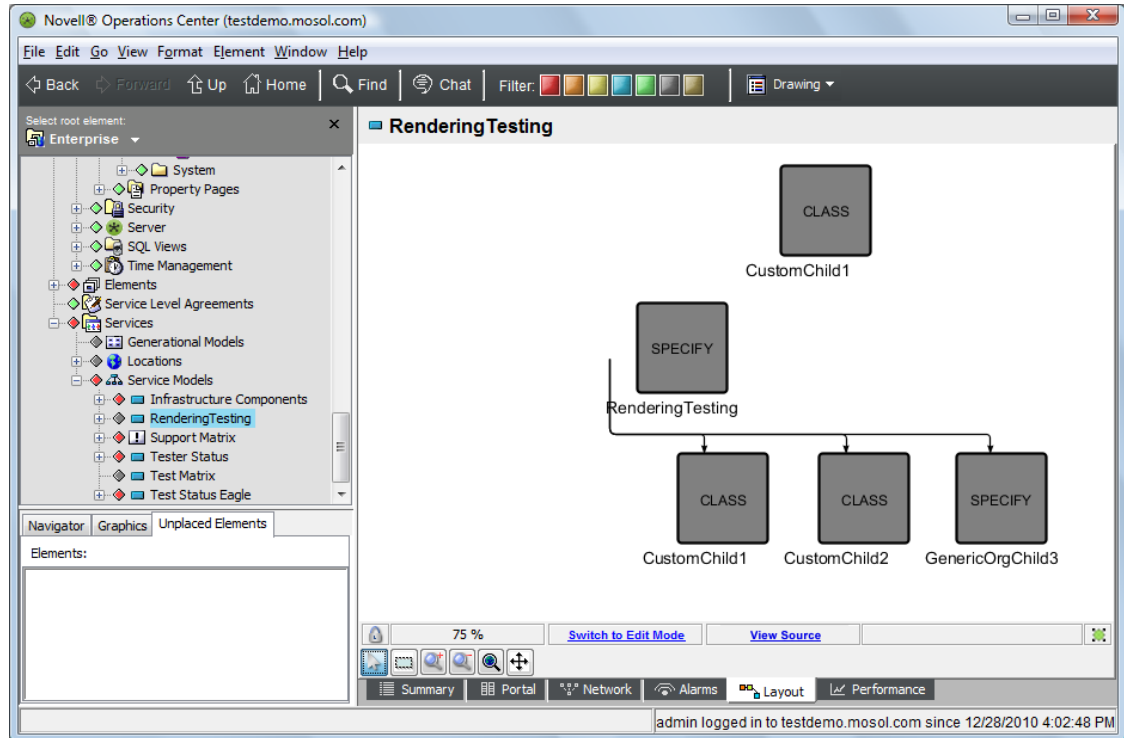 Novell® Operations Center (testdemo.mosol.com)
File Edit Go View Format Element Window Help
Back Forward Up Home Find Chat Filter: Drawing
Select root element:
Enterprise
System
Property Pages
Security
Server
SQL Views
Time Management
Elements
Service Level Agreements
Services
Generational Models
Locations
Service Models
Infrastructure Components
RenderingTesting
Support Matrix
Tester Status
Test Matrix
Test Status Eagle
Navigator Graphics Unplaced Elements
Elements:
RenderingTesting
CLASS
CustomChild1
SPECIFY
RenderingTesting
CLASS CLASS SPECIFY
CustomChild1 CustomChild2 GenericOrgChild3
75 % Switch to Edit Mode View Source
Summary Portal Network Alarms Layout Performance
admin logged in to testdemo.mosol.com since 12/28/2010 4:02:48 PM